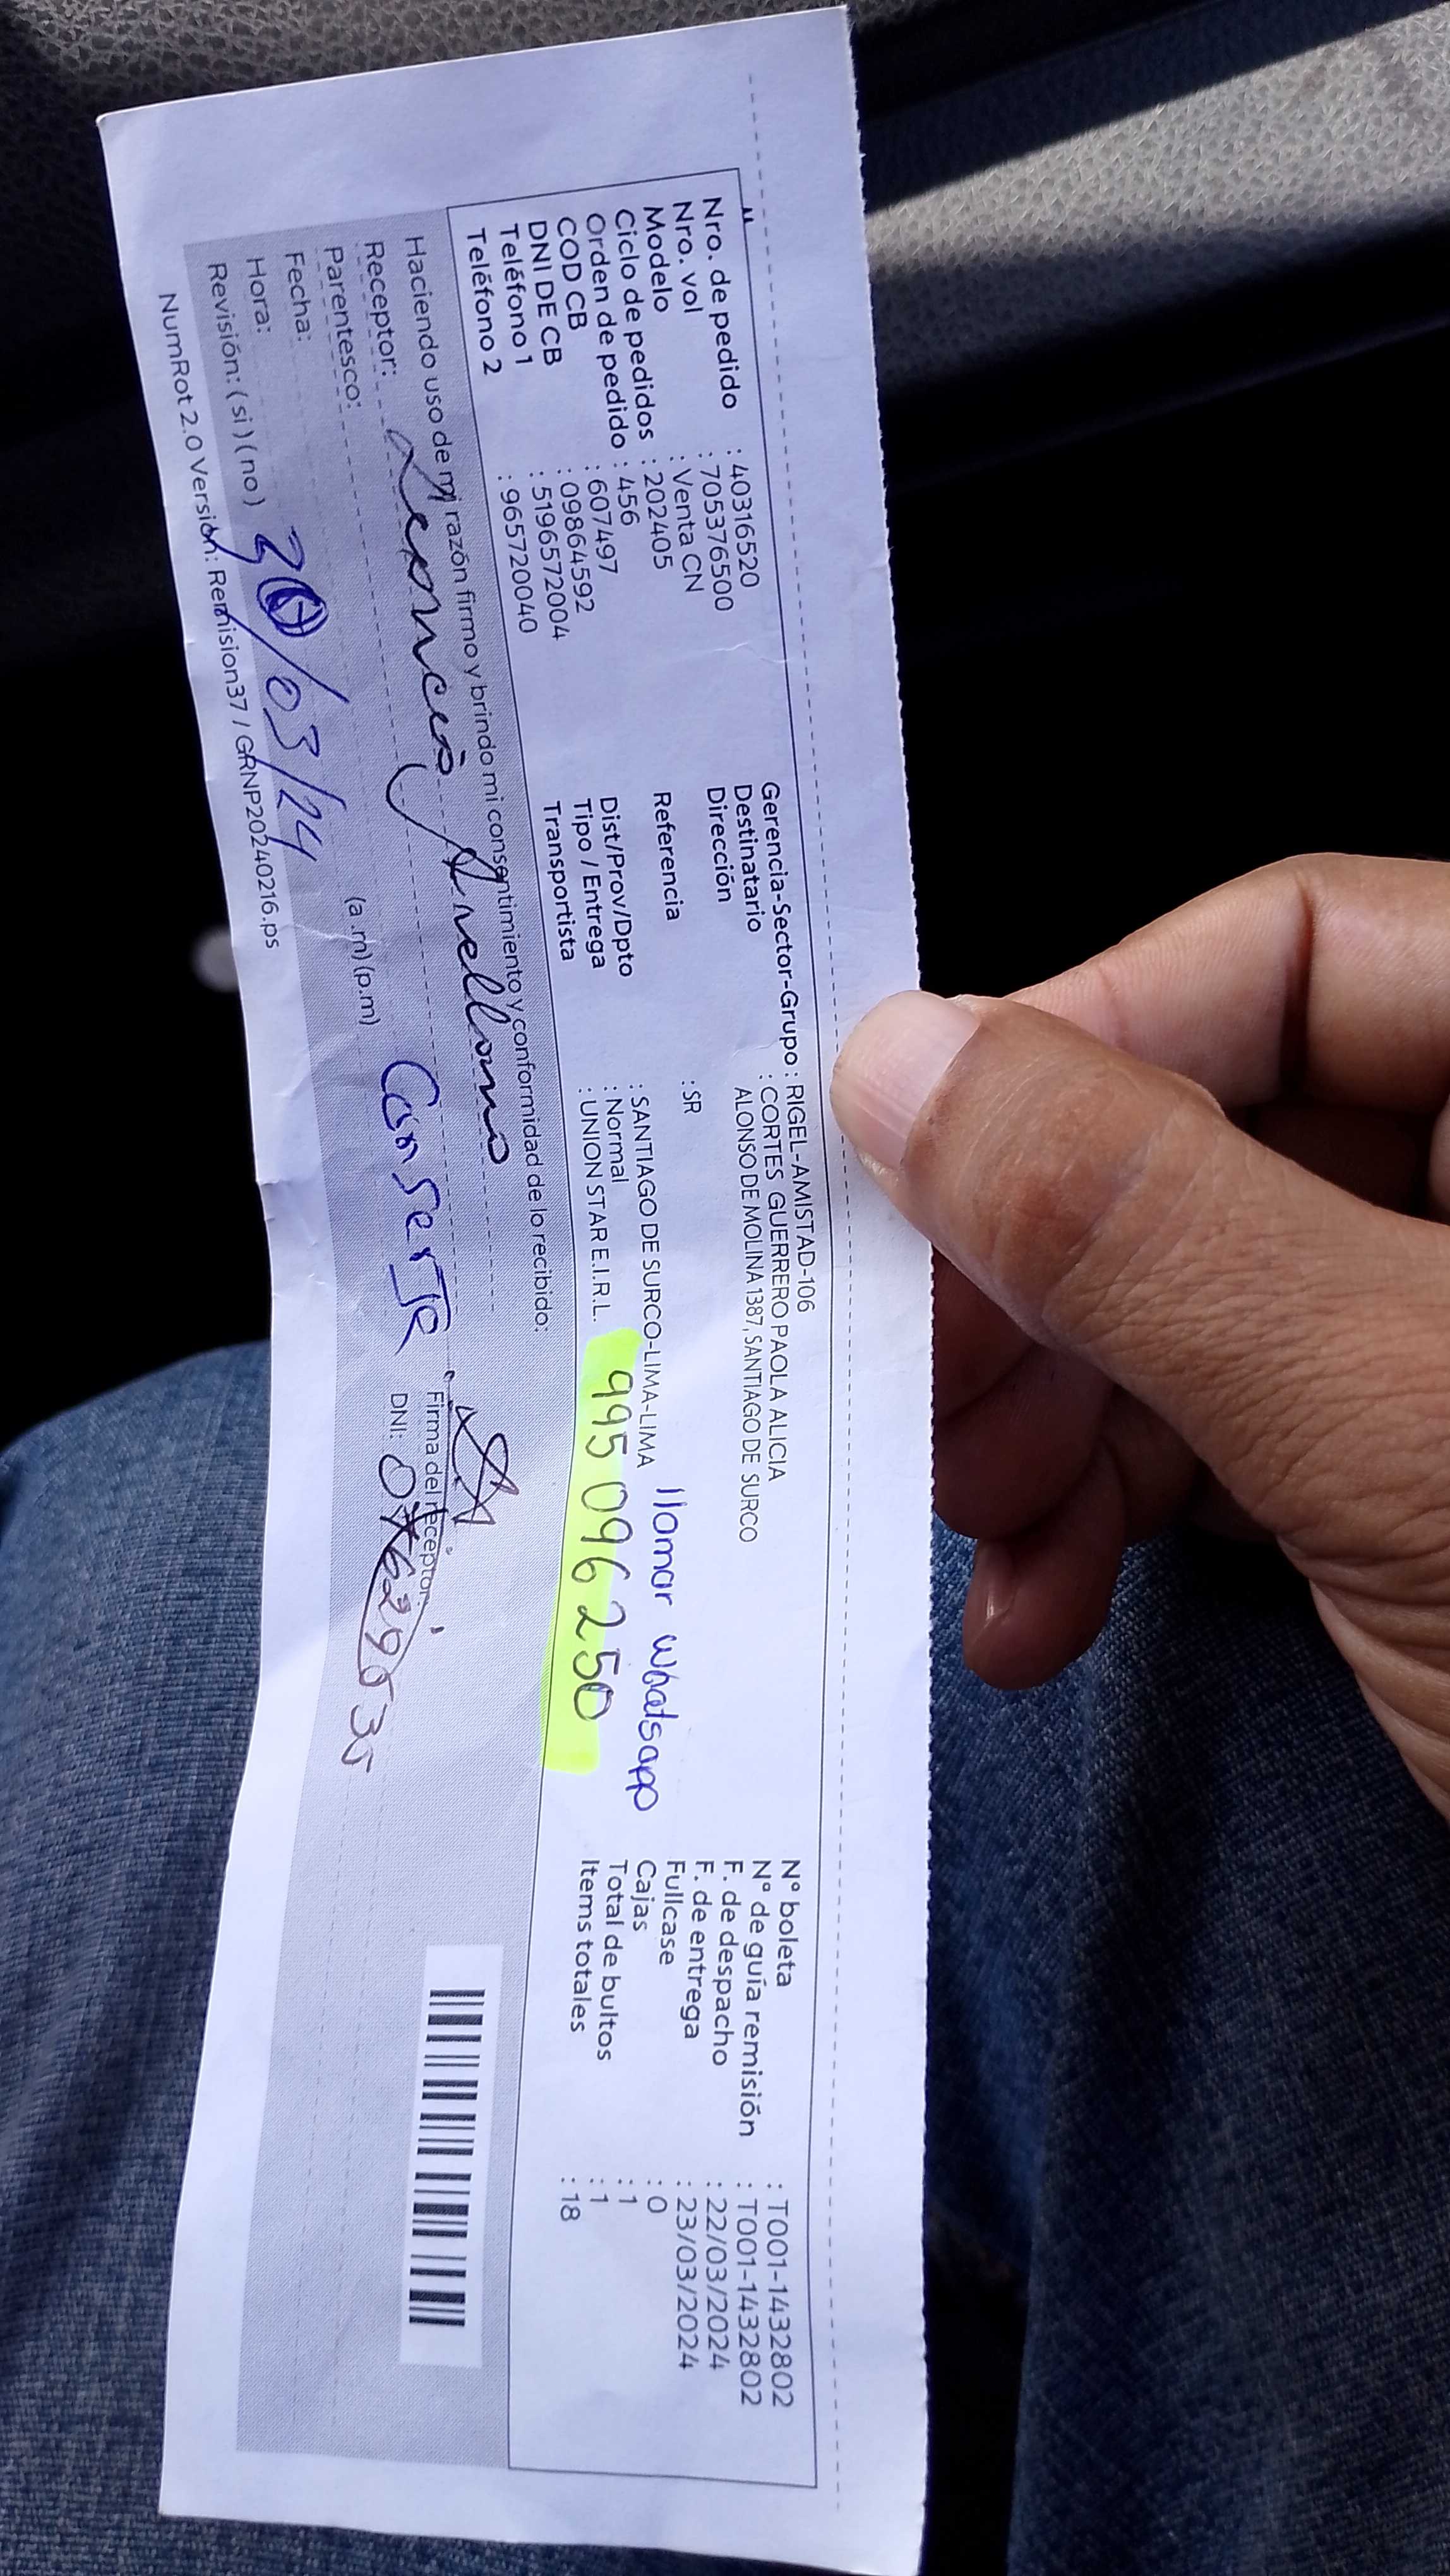 Nro. de pedido : 40316520
Nro. vol : 705376500
Modelo : Venta CN
Ciclo de pedidos : 202405
Orden de pedido : 456
COD CB : 607497
DNI DE CB : 09864592
Teléfono 1 : 5196572004
Teléfono 2 : 965720040
Gerencia-Sector-Grupo : RIGEL-AMISTAD-106
Destinatario : CORTES GUERRERO PAOLA ALICIA
Dirección ALONSO DE MOLINA 1387, SANTIAGO DE SURCO
Referencia : SR
Dist/Prov/Dpto : SANTIAGO DE SURCO-LIMA-LIMA
Tipo / Entrega : Normal
Transportista : UNION STAR E.I.R.L.
llamar whatsapp
995 096 250
N° boleta : T001-1432802
N° de guía remisión : T001-1432802
F. de despacho : 22/03/2024
F. de entrega : 23/03/2024
Fullcase : 0
Cajas : 1
Total de bultos : 1
Items totales : 18
Haciendo uso de mi razón firmo y brindo mi consentimiento y conformidad de lo recibido:
Receptor: Leoncio Arellano
Parentesco:
Fecha:
Hora: (a.m) (p.m)
Revisión: (si) (no)
/03/24
Firma del receptor
DNI:
NumRot 2.0 Versión: Remision37 / GRNP20240216.ps